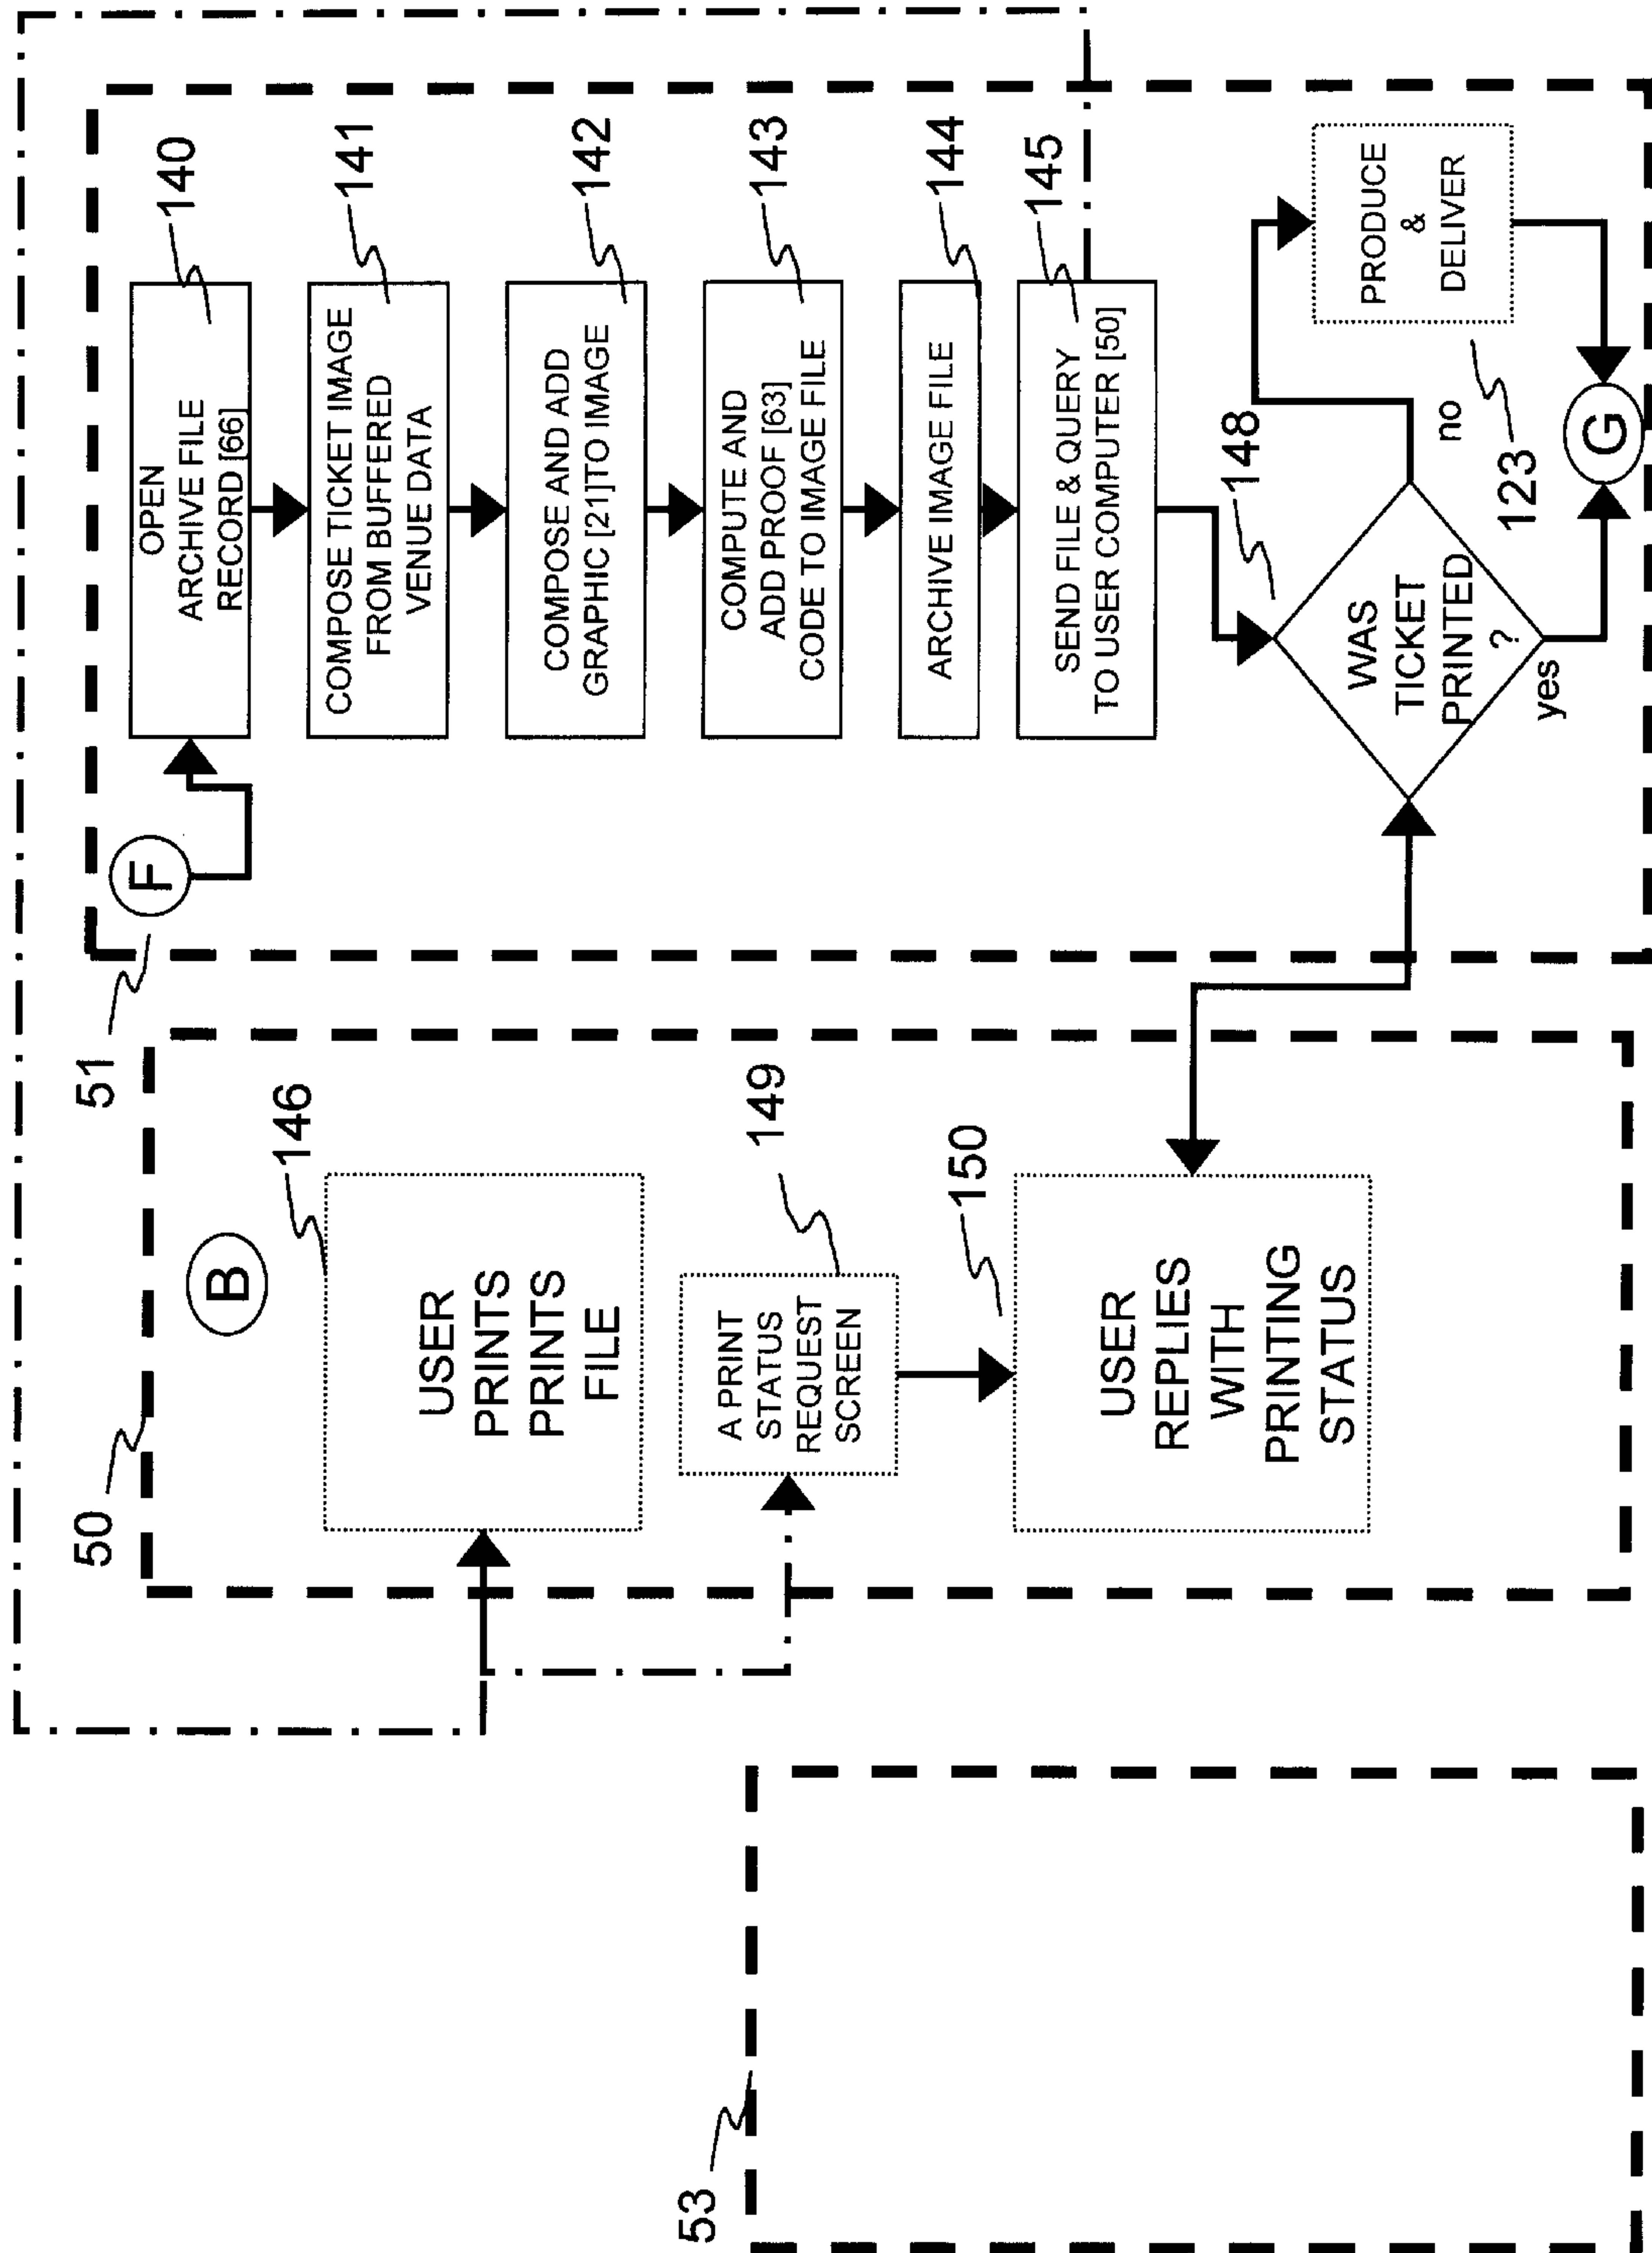 53
50
B
146
USER
PRINTS
PRINTS
FILE
149
A PRINT
STATUS
REQUEST
SCREEN
150
USER
REPLIES
WITH
PRINTING
STATUS
51
F
140
OPEN
ARCHIVE FILE
RECORD [66]
141
COMPOSE TICKET IMAGE
FROM BUFFERED
VENUE DATA
142
COMPOSE AND ADD
GRAPHIC [21]TO IMAGE
143
COMPUTE AND
ADD PROOF [63]
CODE TO IMAGE FILE
144
ARCHIVE IMAGE FILE
145
SEND FILE & QUERY
TO USER COMPUTER [50]
148
WAS
TICKET
PRINTED
?
yes
no
123
PRODUCE
&
DELIVER
G